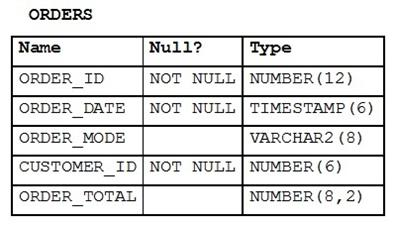 ORDERS
Name Null? Type
ORDER_ID NOT NULL NUMBER(12)
ORDER_DATE NOT NULL TIMESTAMP(6)
ORDER_MODE VARCHAR2(8)
CUSTOMER_ID NOT NULL NUMBER(6)
ORDER_TOTAL NUMBER(8,2)